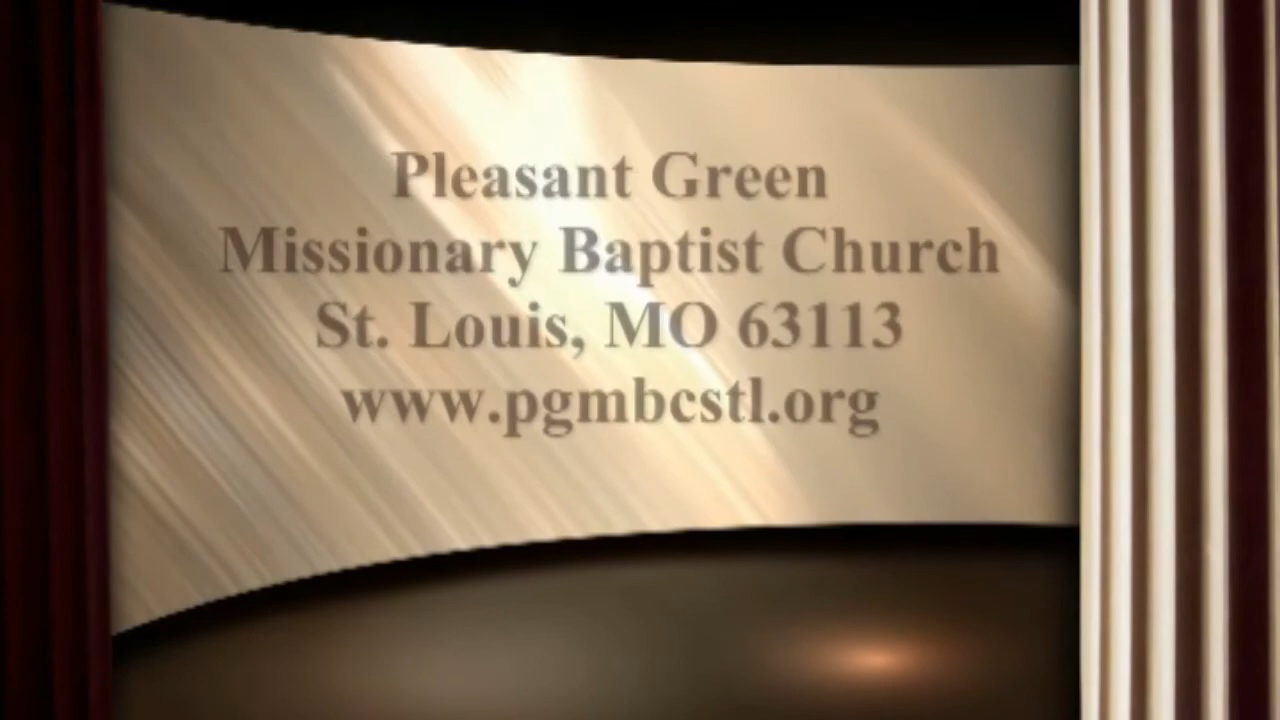 Pleasant Green
Missionary Baptist Church
St. Louis, MO 63113
www.pgmbcstl.org